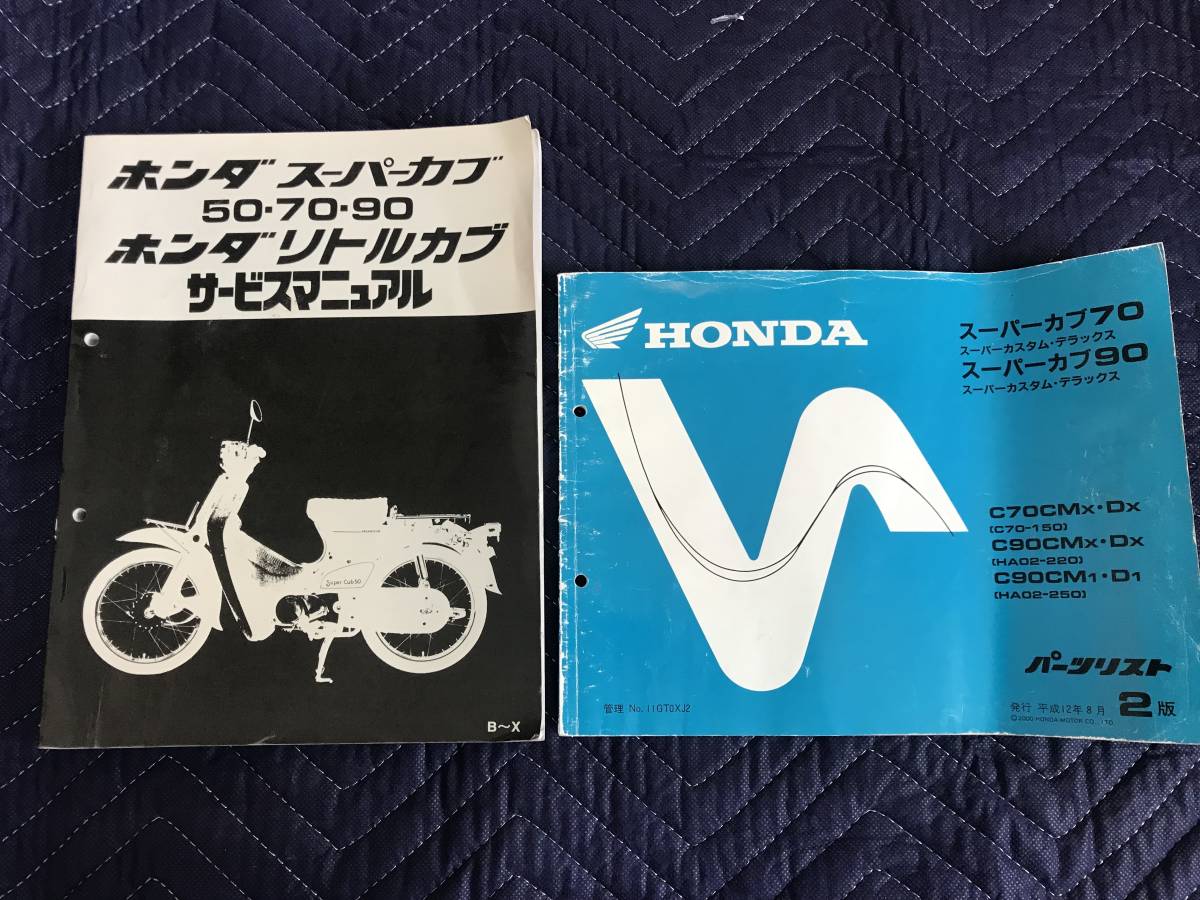 ホンダ スーパーカブ
50・70・90
ホンダ リトルカブ
サービスマニュアル
Super Cub 50
B～X
HONDA
スーパーカブ70
スーパーカスタム・デラックス
スーパーカブ90
スーパーカスタム・デラックス
C70CMX・DX
(C70-150)
C90CMX・DX
(HA02-220)
C90CM1・D1
(HA02-250)
パーツリスト
管理 No. 11GT0XJ2
発行 平成12年8月 2版
©2000 HONDA MOTOR CO., LTD.